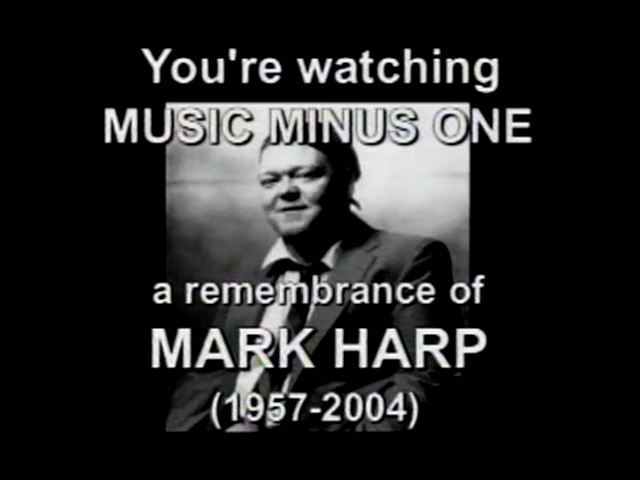 You're watching
MUSIC MINUS ONE
a remembrance of
MARK HARP
(1957-2004)